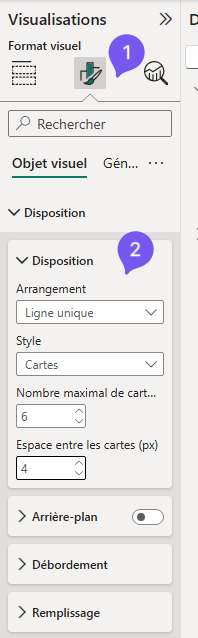 Visualisations
Format visuel
1
Rechercher
Objet visuel Gén... ...
Disposition
2
Disposition
Arrangement
Ligne unique
Style
Cartes
Nombre maximal de cart...
6
Espace entre les cartes (px)
4
Arrière-plan
Débordement
Remplissage